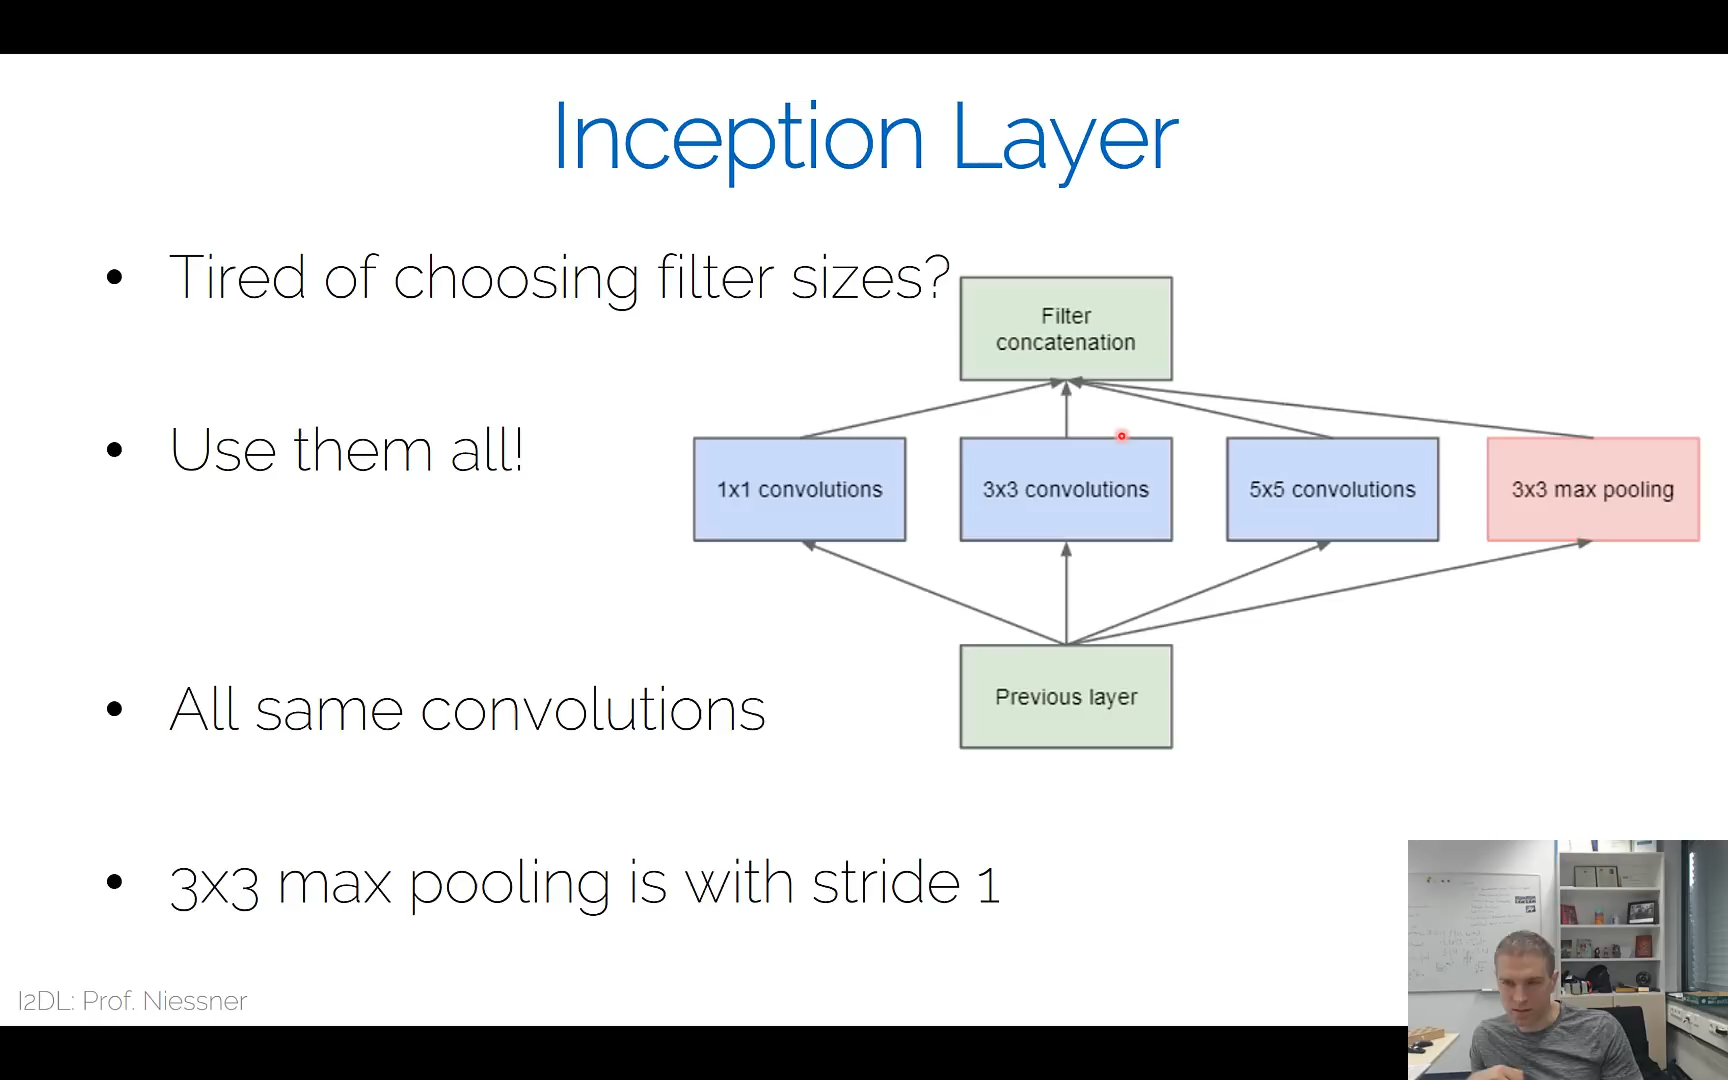 Inception Layer
Tired of choosing filter sizes?
Filter
concatenation
Use them all!
1x1 convolutions
3x3 convolutions
5x5 convolutions
3x3 max pooling
All same convolutions
Previous layer
3x3 max pooling is with stride 1
I2DL: Prof. Niessner